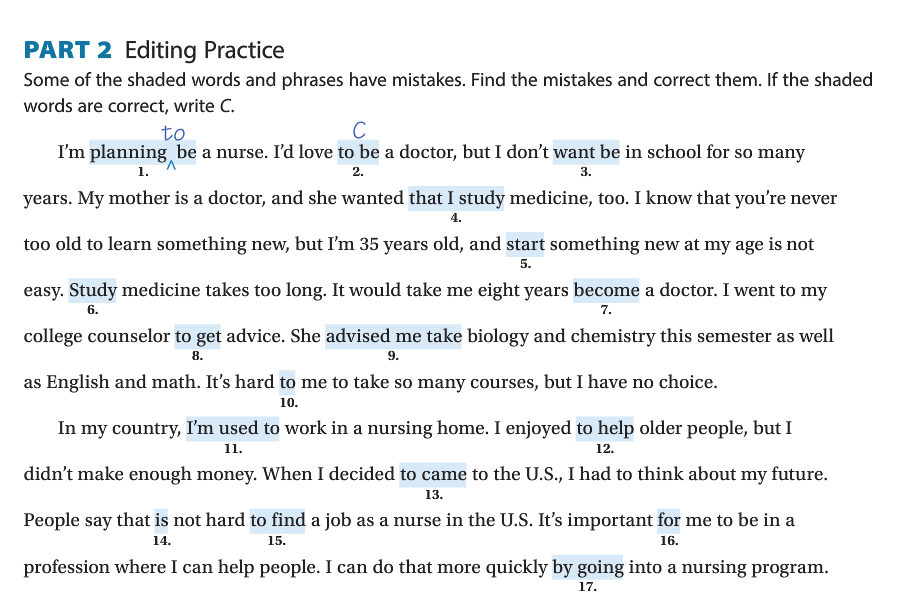 PART 2 Editing Practice
Some of the shaded words and phrases have mistakes. Find the mistakes and correct them. If the shaded
words are correct, write C.
to C
I'm planning ^ be a nurse. I'd love to be a doctor, but I don't want be in school for so many
1. 2. 3.
years. My mother is a doctor, and she wanted that I study medicine, too. I know that you're never
4.
too old to learn something new, but I'm 35 years old, and start something new at my age is not
5.
easy. Study medicine takes too long. It would take me eight years become a doctor. I went to my
6. 7.
college counselor to get advice. She advised me take biology and chemistry this semester as well
8. 9.
as English and math. It's hard to me to take so many courses, but I have no choice.
10.
In my country, I'm used to work in a nursing home. I enjoyed to help older people, but I
11. 12.
didn't make enough money. When I decided to came to the U.S., I had to think about my future.
13.
People say that is not hard to find a job as a nurse in the U.S. It's important for me to be in a
14. 15. 16.
profession where I can help people. I can do that more quickly by going into a nursing program.
17.